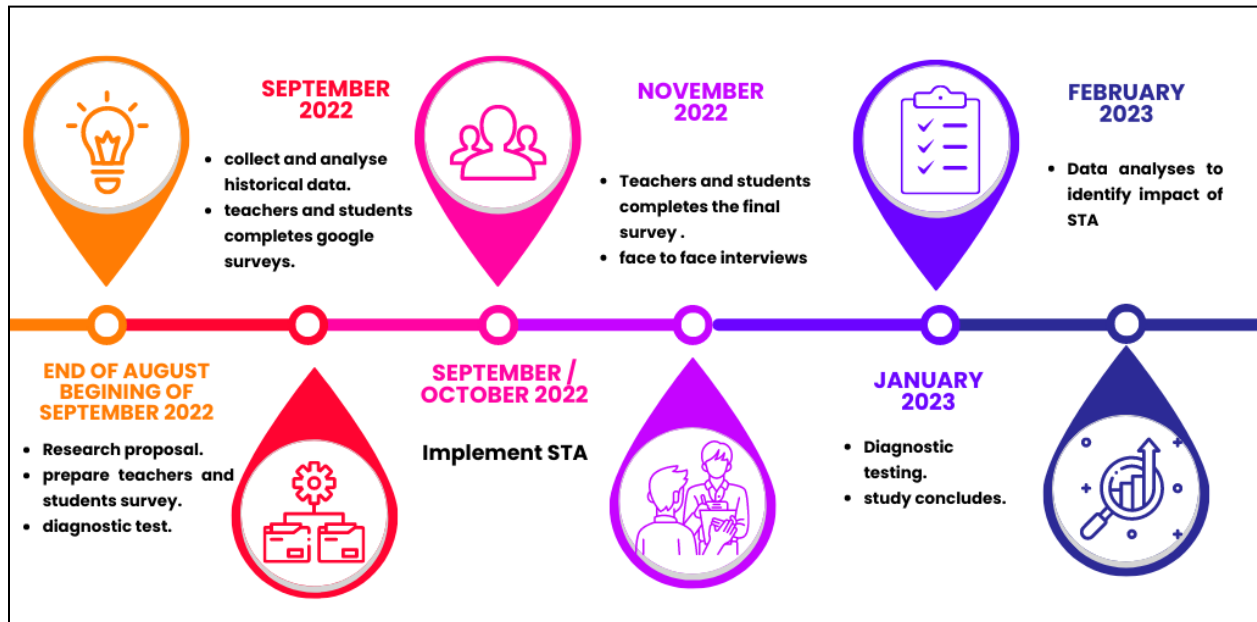 END OF AUGUST
BEGINING OF
SEPTEMBER 2022
• Research proposal.
• prepare teachers and
students survey.
• diagnostic test.
SEPTEMBER
2022
• collect and analyse
historical data.
• teachers and students
completes google
surveys.
SEPTEMBER /
OCTOBER 2022
Implement STA
NOVEMBER
2022
• Teachers and students
completes the final
survey .
• face to face interviews
JANUARY
2023
• Diagnostic
testing.
• study concludes.
FEBRUARY
2023
• Data analyses to
identify impact of
STA